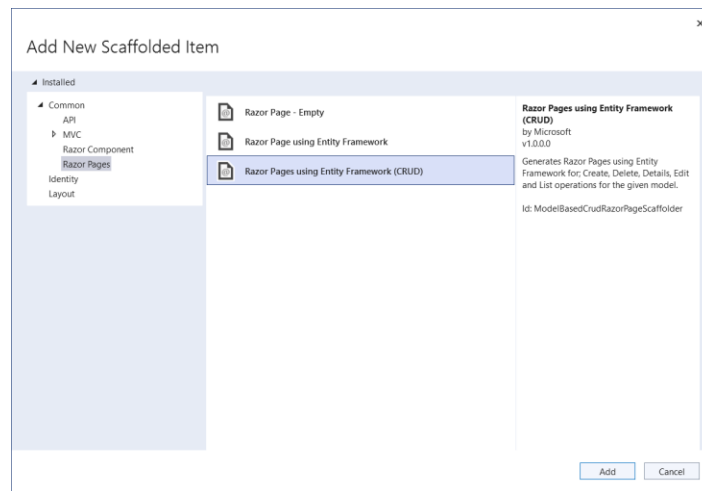 Add New Scaffolded Item
Installed
Common
API
MVC
Razor Component
Razor Pages
Identity
Layout
Razor Page - Empty
Razor Page using Entity Framework
Razor Pages using Entity Framework (CRUD)
Razor Pages using Entity Framework
(CRUD)
by Microsoft
v1.0.0.0
Generates Razor Pages using Entity
Framework for; Create, Delete, Details, Edit
and List operations for the given model.
Id: ModelBasedCrudRazorPageScaffolder
Add
Cancel